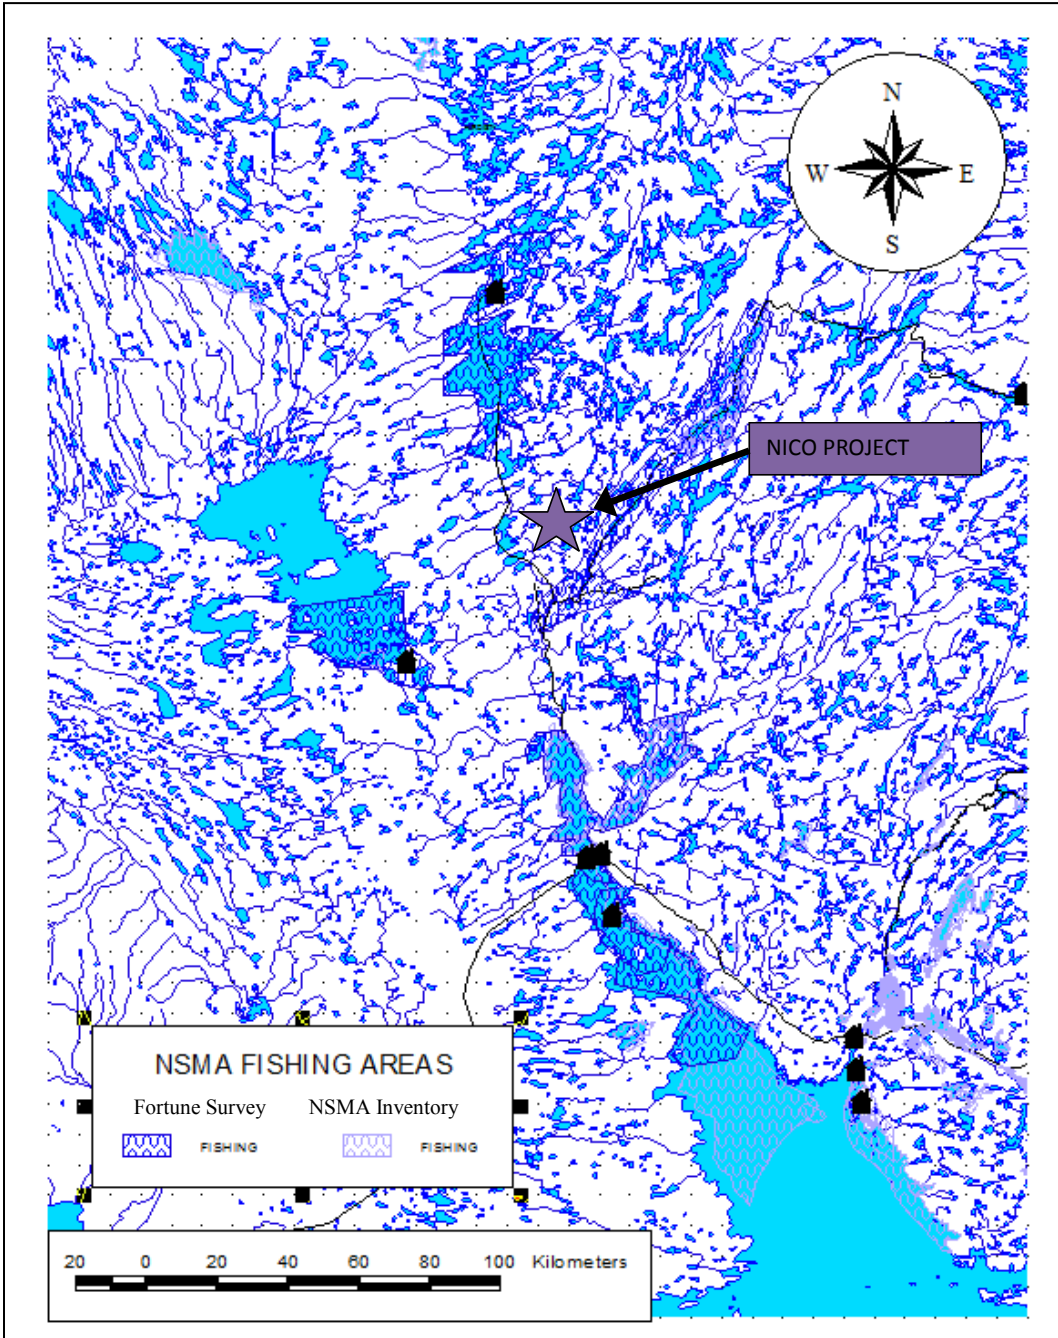 N
W E
S
NICO PROJECT
NSMA FISHING AREAS
Fortune Survey NSMA Inventory
FISHING FISHING
20 0 20 40 60 80 100 Kilometers